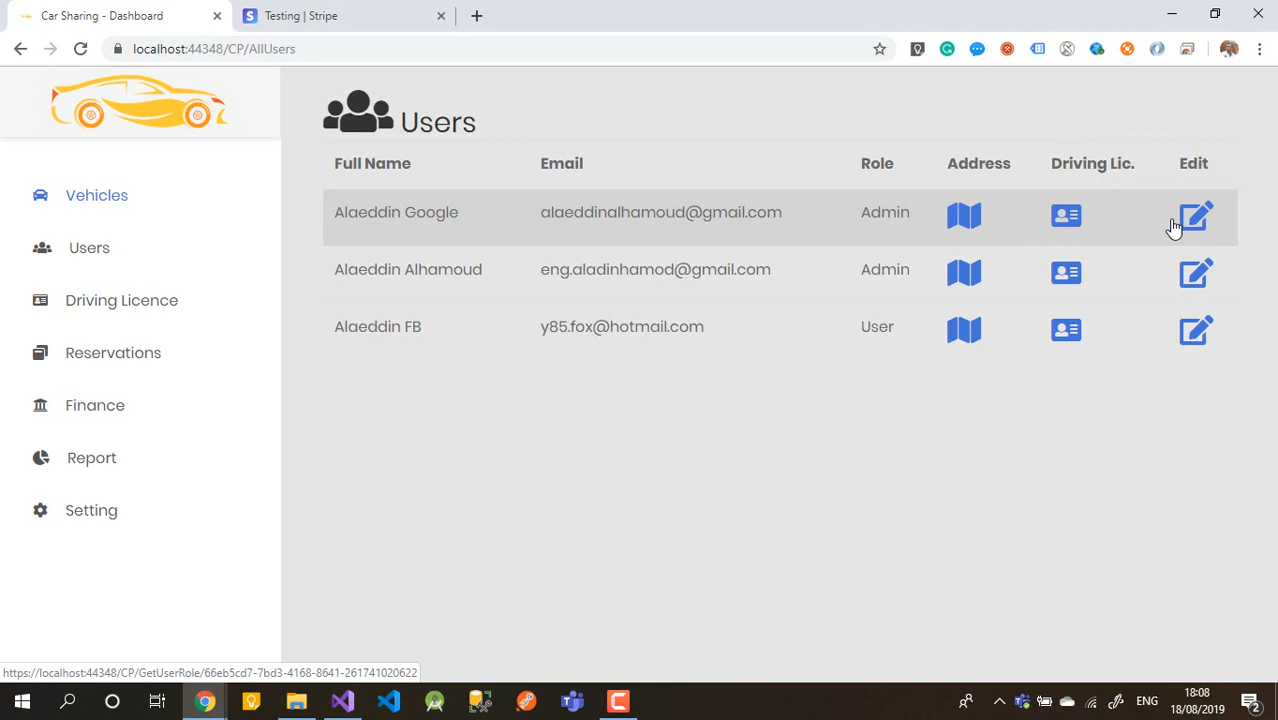 Car Sharing - Dashboard
Testing | Stripe
localhost:44348/CP/AllUsers
Users
Full Name Email Role Address Driving Lic. Edit
Alaeddin Google alaeddinalhamoud@gmail.com Admin
Alaeddin Alhamoud eng.aladinhamod@gmail.com Admin
Alaeddin FB y85.fox@hotmail.com User
Vehicles
Users
Driving Licence
Reservations
Finance
Report
Setting
https://localhost:44348/CP/GetUserRole/66eb5cd7-7bd3-4168-8641-261741020622
ENG
18:08
18/08/2019
2